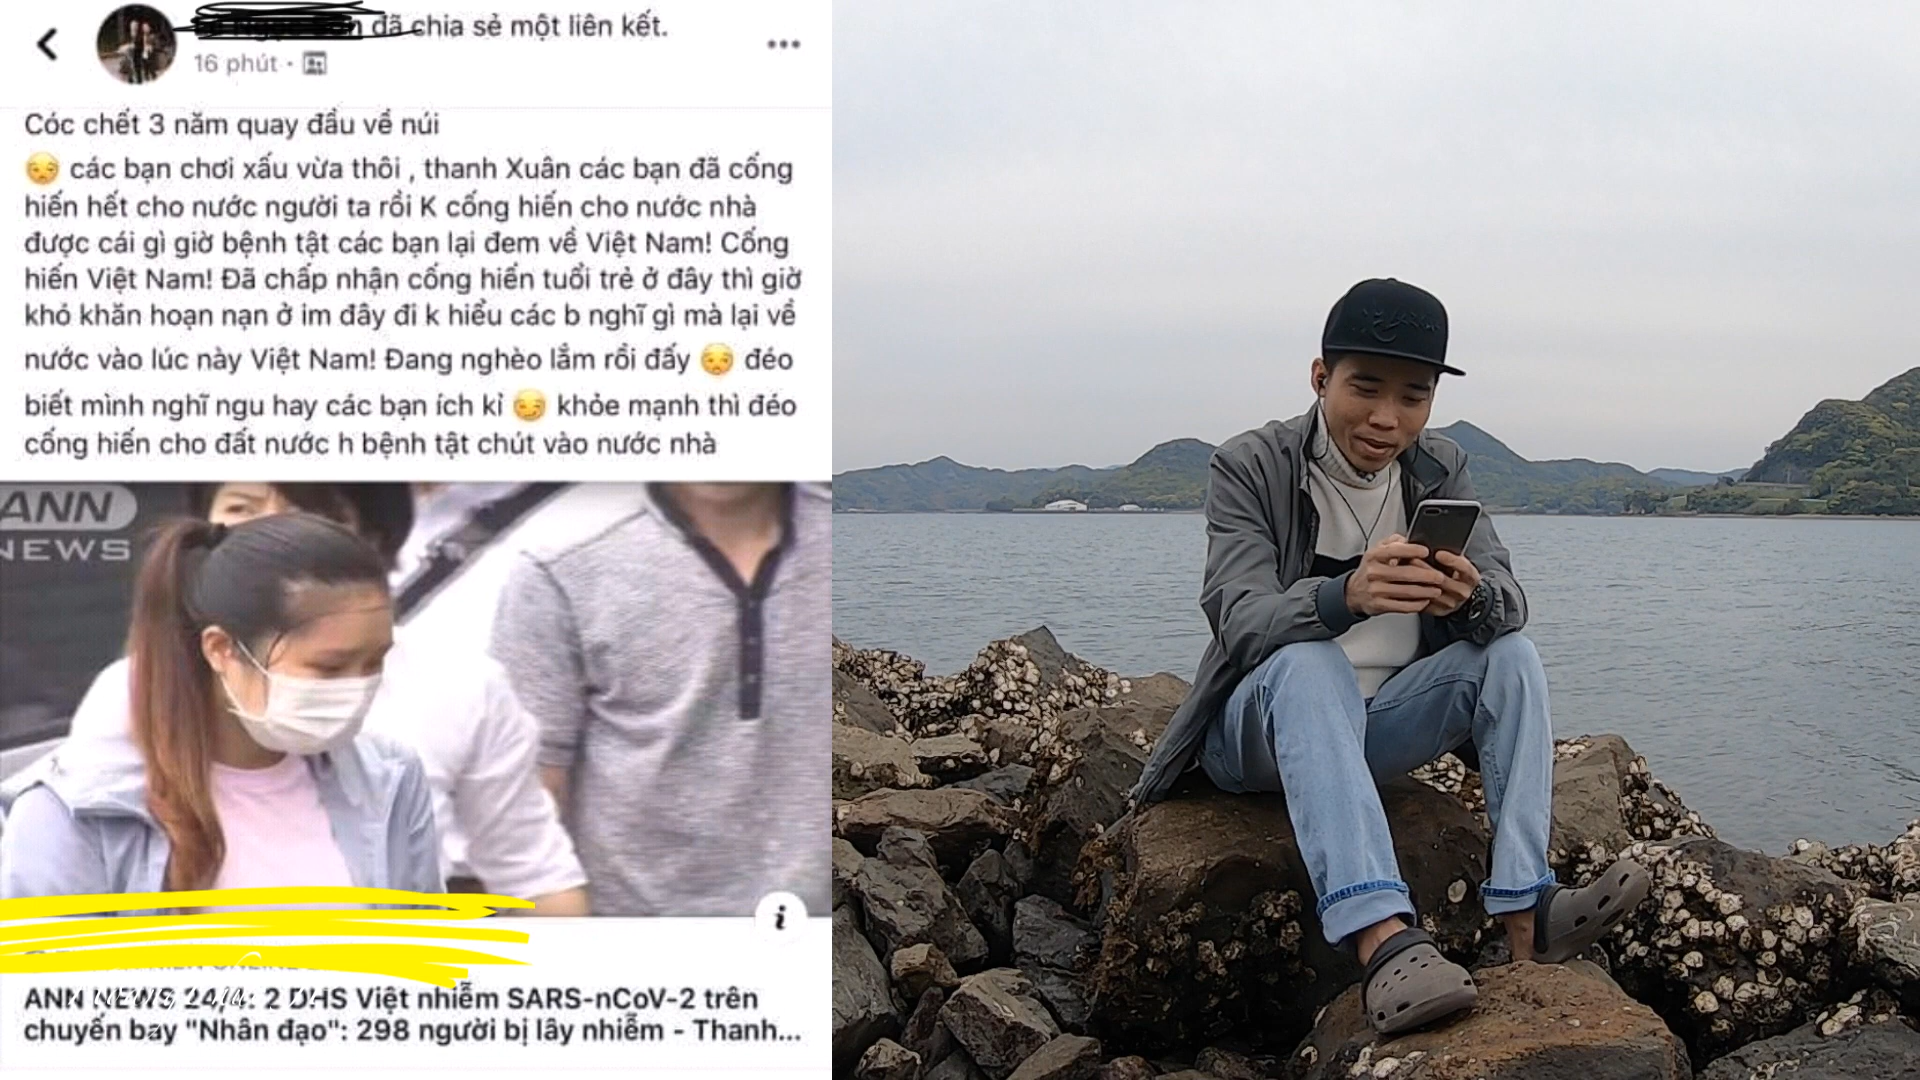 đã chia sẻ một liên kết.
16 phút
Cóc chết 3 năm quay đầu về núi
các bạn chơi xấu vừa thôi , thanh Xuân các bạn đã cống
hiến hết cho nước người ta rồi K cống hiến cho nước nhà
được cái gì giờ bệnh tật các bạn lại đem về Việt Nam! Cống
hiến Việt Nam! Đã chấp nhận cống hiến tuổi trẻ ở đây thì giờ
khó khăn hoạn nạn ở im đây đi k hiểu các b nghĩ gì mà lại về
nước vào lúc này Việt Nam! Đang nghèo lắm rồi đấy 😒 đéo
biết mình nghĩ ngu hay các bạn ích kỉ 😏 khỏe mạnh thì đéo
cống hiến cho đất nước h bệnh tật chút vào nước nhà
ANN
NEWS
ANN NEWS 24/ : 2 DHS Việt nhiễm SARS-nCoV-2 trên
chuyến bay "Nhân đạo": 298 người bị lây nhiễm - Thanh...